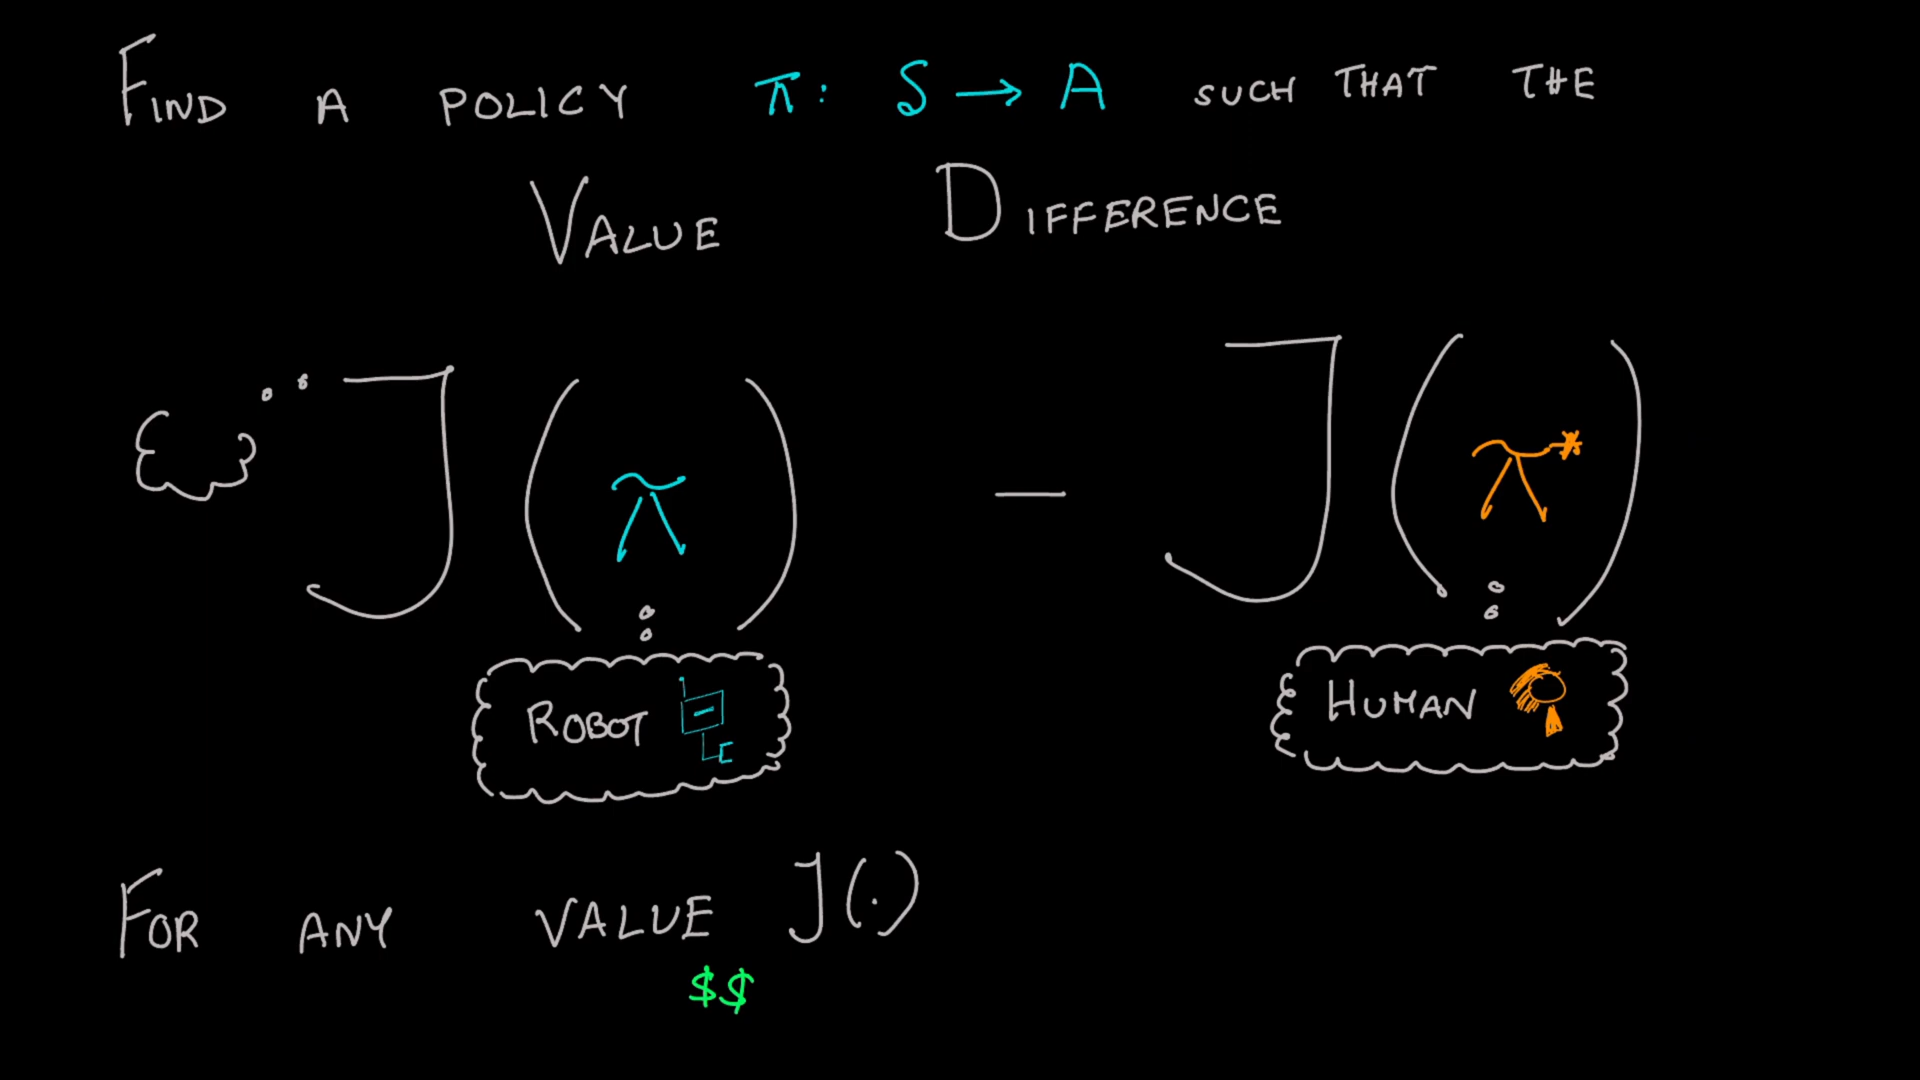 FIND A POLICY π: S → A SUCH THAT THE
VALUE DIFFERENCE
J(π) - J(π*)
ROBOT HUMAN
FOR ANY VALUE J(.)
$$